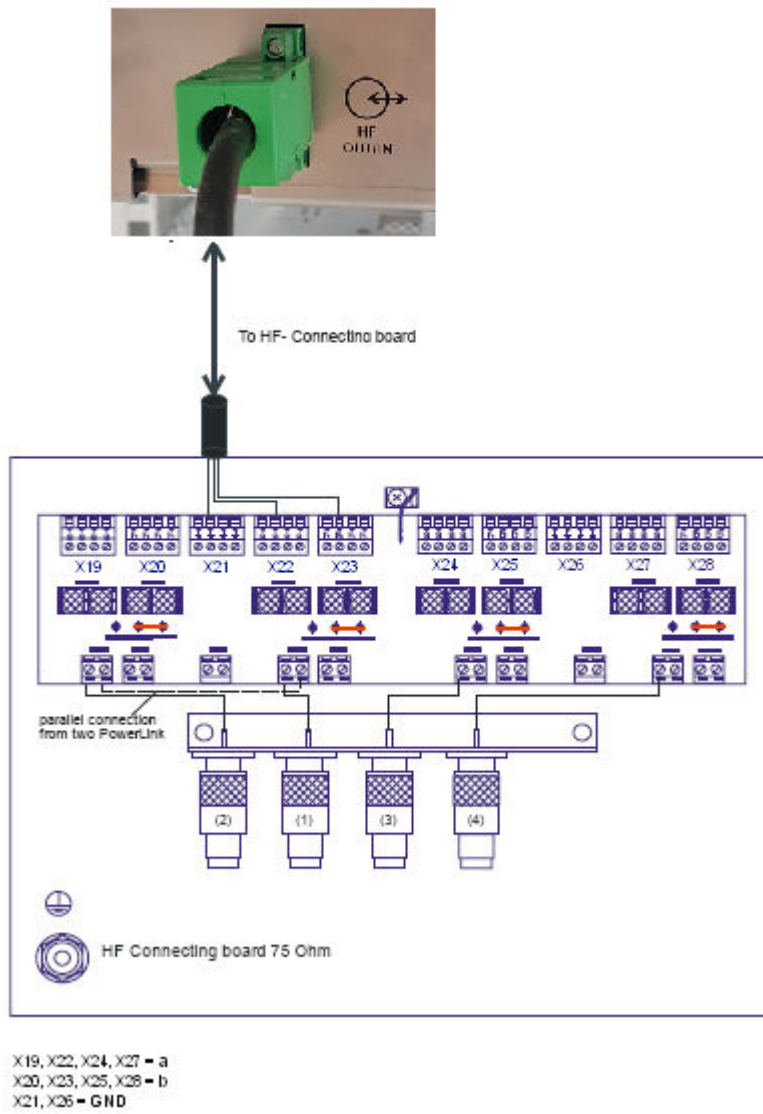 HF
To HF- Connecting board
X19 X20 X21 X22 X23 X24 X25 X26 X27 X28
parallel connection
from two PowerLink
(2) (1) (3) (4)
HF Connecting board 75 Ohm
X19, X22, X24, X27 = a
X20, X23, X25, X28 = b
X21, X26 = GND